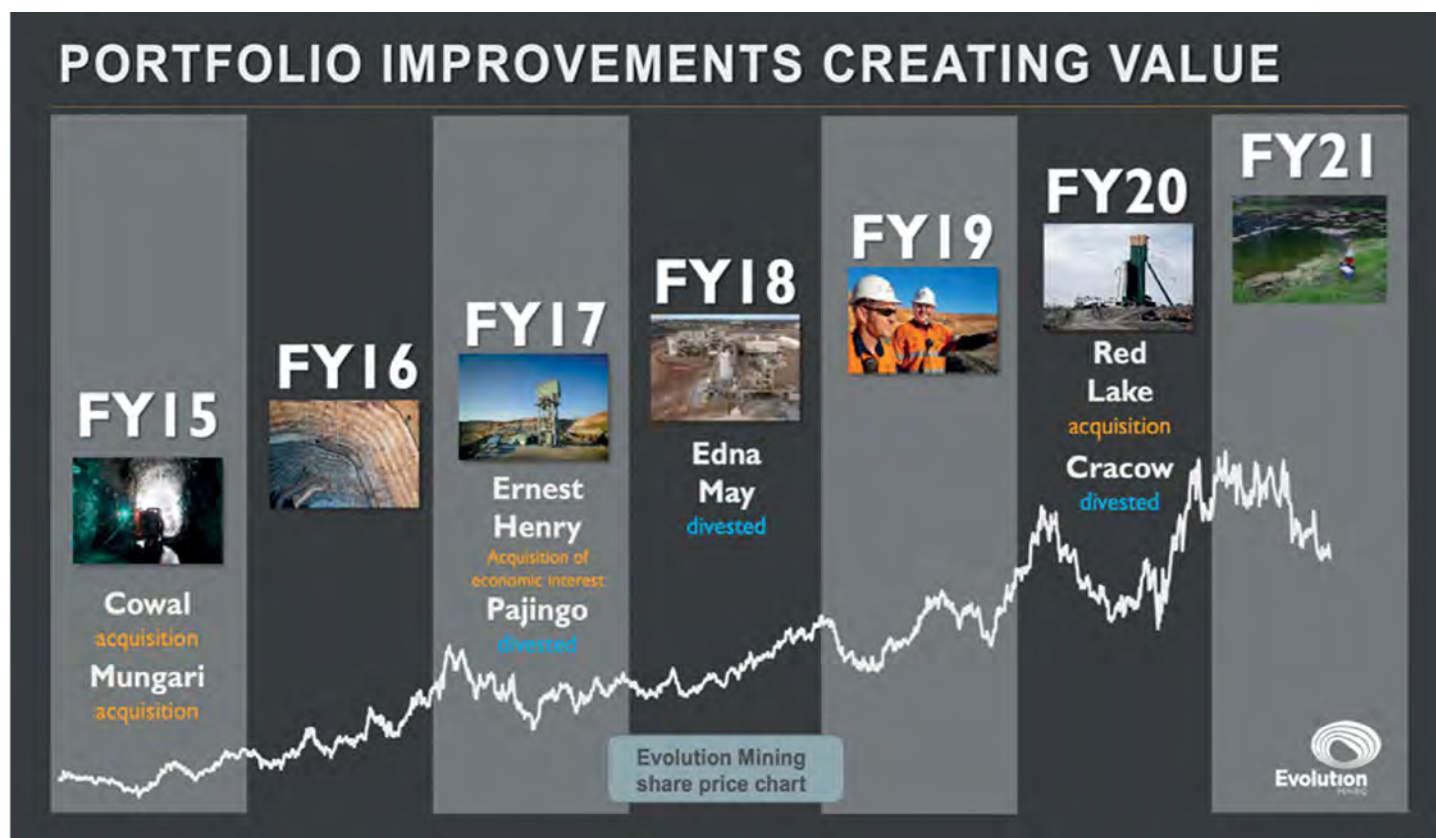 PORTFOLIO IMPROVEMENTS CREATING VALUE
FY15
Cowal
acquisition
Mungari
acquisition
FY16
FY17
Ernest
Henry
Acquisition of
economic interest
Pajingo
divested
FY18
Edna
May
divested
FY19
FY20
Red
Lake
acquisition
Cracow
divested
FY21
Evolution Mining
share price chart
Evolution
MINING